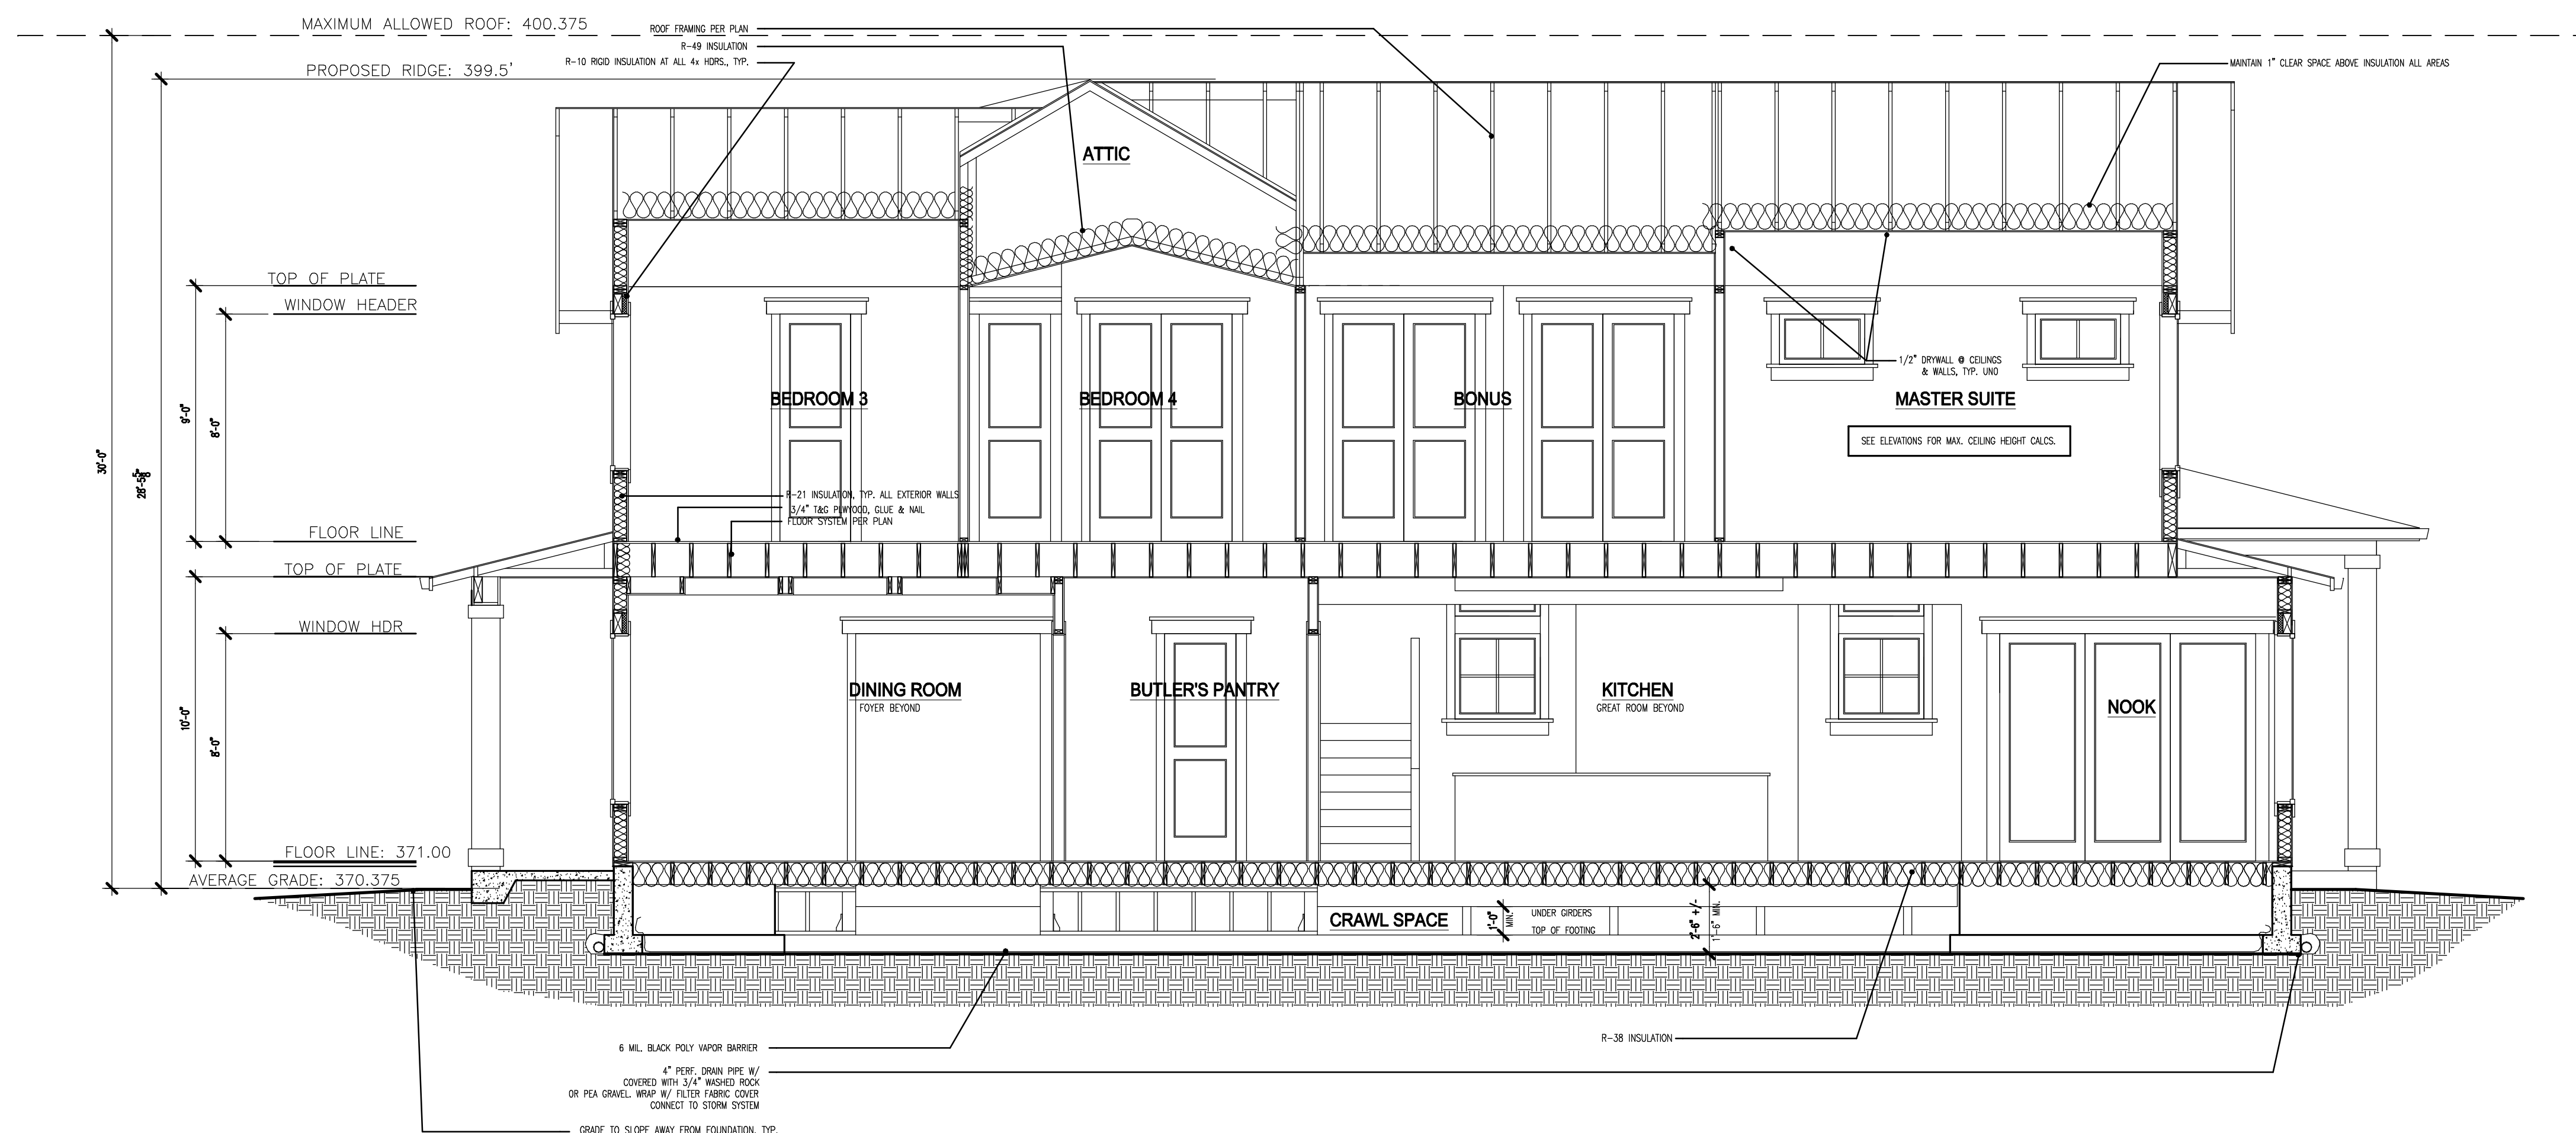 MAXIMUM ALLOWED ROOF: 400.375
ROOF FRAMING PER PLAN
R-49 INSULATION
R-10 RIGID INSULATION AT ALL 4x HDRS., TYP.
PROPOSED RIDGE: 399.5'
MAINTAIN 1" CLEAR SPACE ABOVE INSULATION ALL AREAS
ATTIC
TOP OF PLATE
WINDOW HEADER
9'-0"
8'-0"
30'-0"
28'-5 5/8"
1/2" DRYWALL @ CEILINGS
& WALLS, TYP. UNO
BEDROOM 3
BEDROOM 4
BONUS
MASTER SUITE
SEE ELEVATIONS FOR MAX. CEILING HEIGHT CALCS.
R-21 INSULATION, TYP. ALL EXTERIOR WALLS
3/4" T&G PLWYOOD, GLUE & NAIL
FLOOR SYSTEM PER PLAN
FLOOR LINE
TOP OF PLATE
WINDOW HDR
10'-0"
8'-0"
DINING ROOM
FOYER BEYOND
BUTLER'S PANTRY
KITCHEN
GREAT ROOM BEYOND
NOOK
FLOOR LINE: 371.00
AVERAGE GRADE: 370.375
CRAWL SPACE
1'-0"
MIN.
UNDER GIRDERS
TOP OF FOOTING
2'-6" +/-
1'-6" MIN.
R-38 INSULATION
6 MIL. BLACK POLY VAPOR BARRIER
4" PERF. DRAIN PIPE W/
COVERED WITH 3/4" WASHED ROCK
OR PEA GRAVEL. WRAP W/ FILTER FABRIC COVER
CONNECT TO STORM SYSTEM
GRADE TO SLOPE AWAY FROM FOUNDATION, TYP.